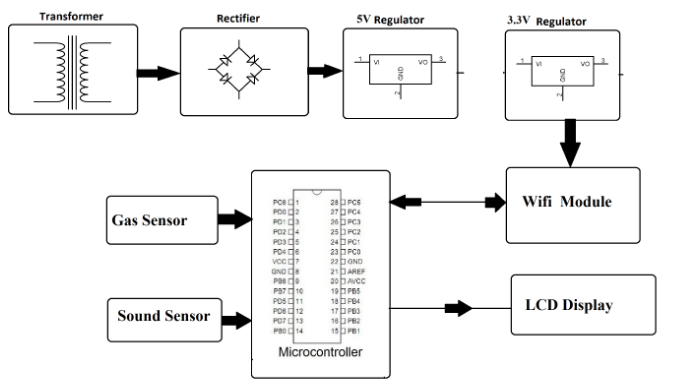 Transformer
Rectifier
5V Regulator
3.3V Regulator
1 VI VO 3
GND
2
1 VI VO 3
GND
2
Gas Sensor
Sound Sensor
PC6 1 28 PC5
PD0 2 27 PC4
PD1 3 26 PC3
PD2 4 25 PC2
PD3 5 24 PC1
PD4 6 23 PC0
VCC 7 22 GND
GND 8 21 AREF
PB6 9 20 AVCC
PB7 10 19 PB5
PD5 11 18 PB4
PD6 12 17 PB3
PD7 13 16 PB2
PB0 14 15 PB1
Microcontroller
Wifi Module
LCD Display